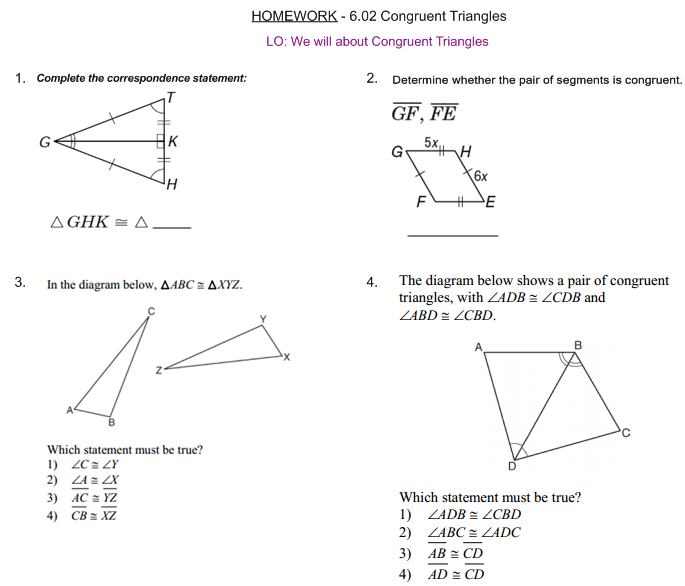 HOMEWORK - 6.02 Congruent Triangles
LO: We will about Congruent Triangles
1. Complete the correspondence statement:
T
G
K
H
△GHK ≅ △____
2. Determine whether the pair of segments is congruent.
GF, FE
5x
G
H
6x
F
E
3. In the diagram below, ΔABC ≅ ΔXYZ.
C
Y
X
Z
A
B
Which statement must be true?
1) ∠C ≅ ∠Y
2) ∠A ≅ ∠X
3) AC ≅ YZ
4) CB ≅ XZ
4. The diagram below shows a pair of congruent
triangles, with ∠ADB ≅ ∠CDB and
∠ABD ≅ ∠CBD.
A
B
C
D
Which statement must be true?
1) ∠ADB ≅ ∠CBD
2) ∠ABC ≅ ∠ADC
3) AB ≅ CD
4) AD ≅ CD